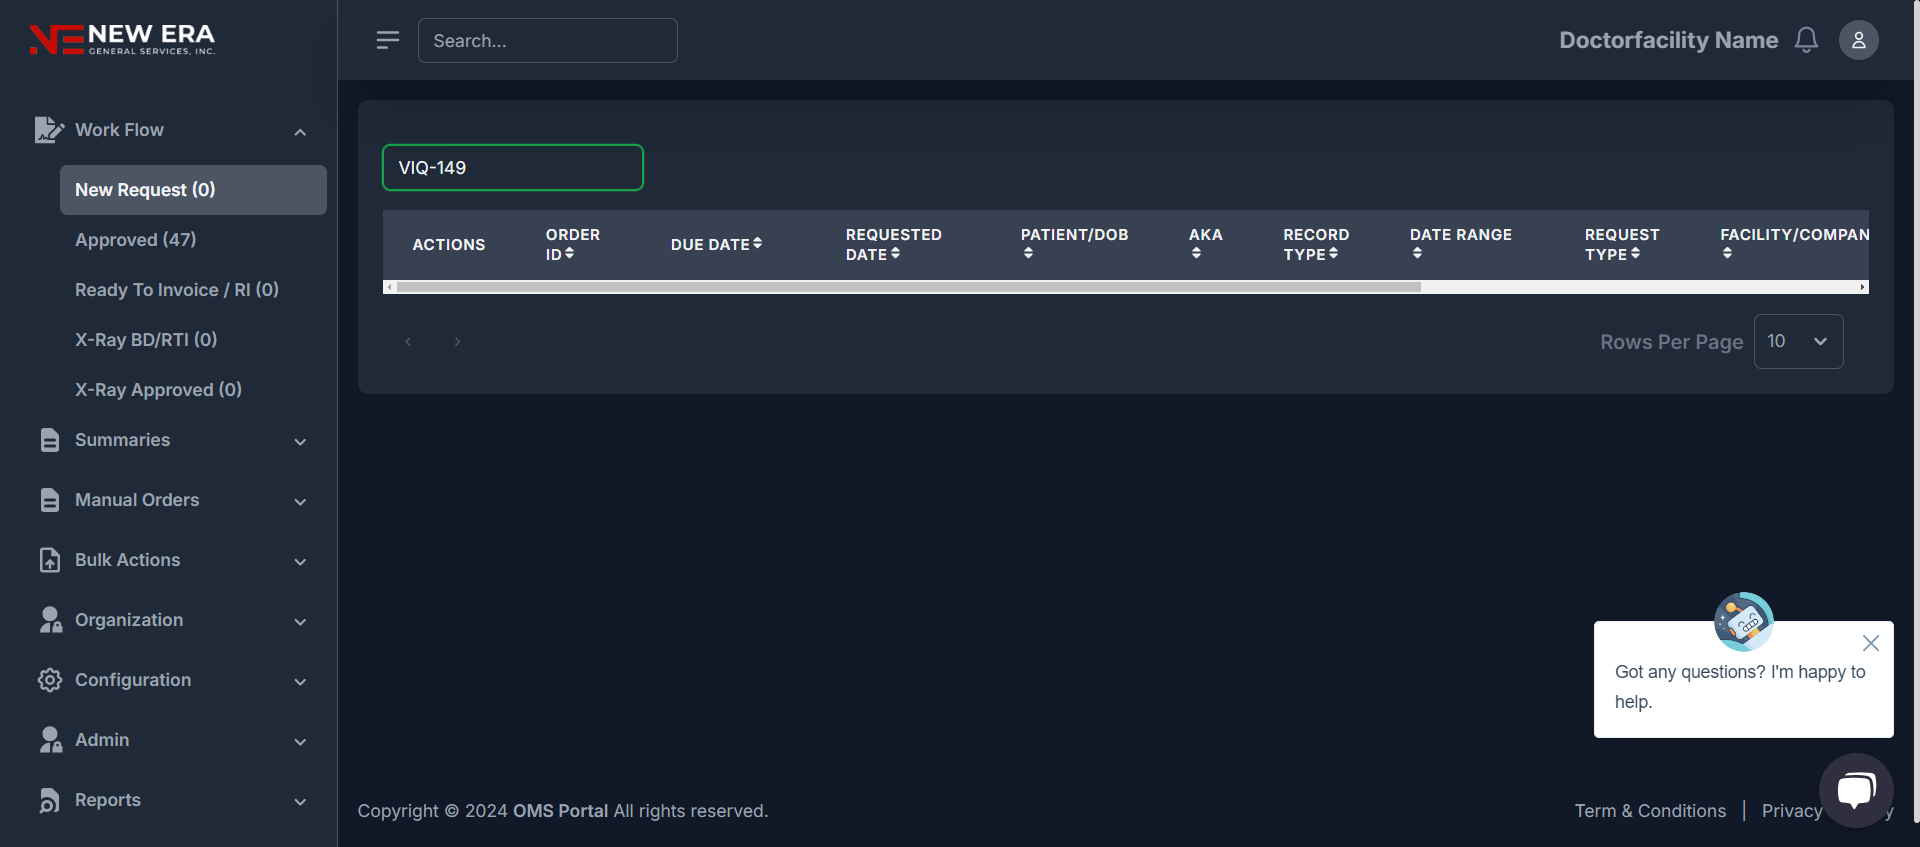 NEW ERA
GENERAL SERVICES, INC.
Search...
Doctorfacility Name
Work Flow
New Request (0)
Approved (47)
Ready To Invoice / RI (0)
X-Ray BD/RTI (0)
X-Ray Approved (0)
Summaries
Manual Orders
Bulk Actions
Organization
Configuration
Admin
Reports
VIQ-149
ACTIONS
ORDER
ID
DUE DATE
REQUESTED
DATE
PATIENT/DOB
AKA
RECORD
TYPE
DATE RANGE
REQUEST
TYPE
FACILITY/COMPAN
Rows Per Page
10
Got any questions? I'm happy to
help.
Copyright © 2024 OMS Portal All rights reserved.
Term & Conditions | Privacy